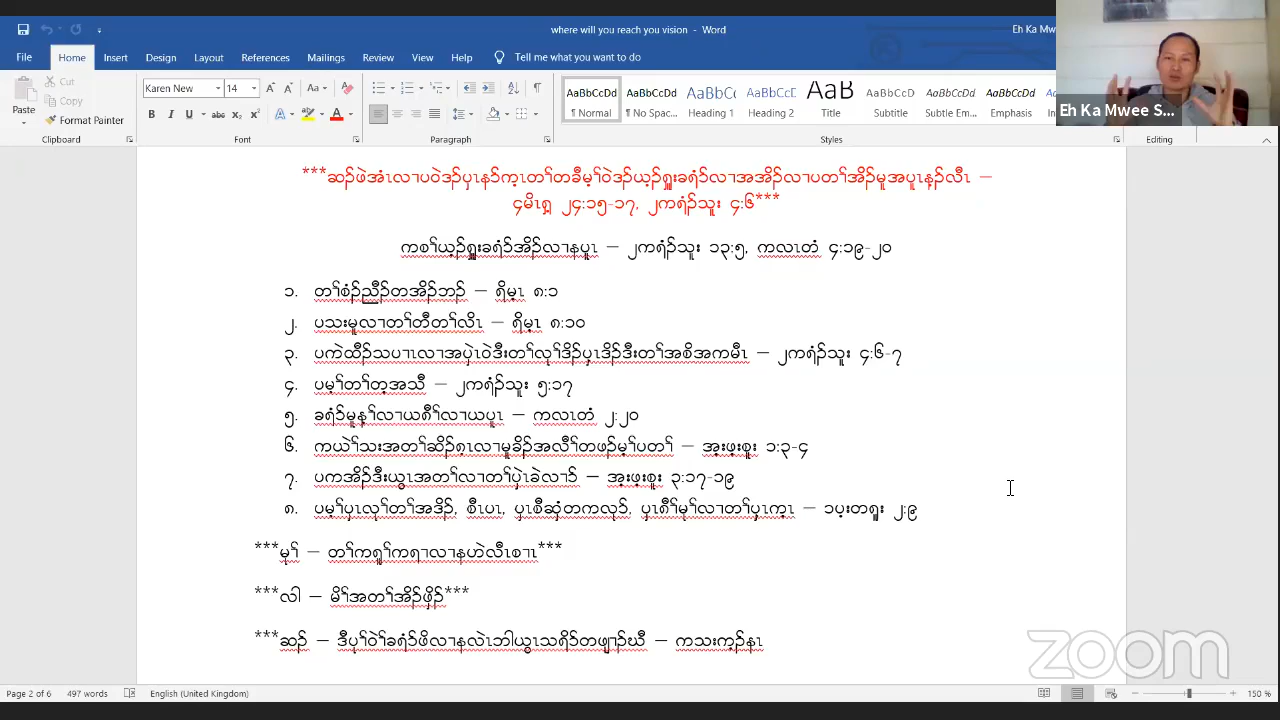 where will you reach you vision - Word
Eh Ka Mw
File Home Insert Design Layout References Mailings Review View Help Tell me what you want to do
Paste
Cut
Copy
Format Painter
Karen New 14
AaBbCcDd AaBbCcDd AaBbCc AaBbCcD AaB AaBbCcD AaBbCcDd AaBbCcDd
¶ Normal ¶ No Spac... Heading 1 Heading 2 Title Subtitle Subtle Em... Emphasis
Clipboard Font Paragraph Styles Editing
Eh Ka Mwee S...
***ဆၣ်ဖဲအံၤလၢပဝဲဒၣ်ပှၤနၣ်က့ၤတၢ်တခီမ့ၢ်ဝဲဒၣ်ယ့ၣ်ရှူးခရံၣ်လၢအအိၣ်လၢပတၢ်အိၣ်မူအပူၤန့ၣ်လီၤ –
၄မိၤရှ့ ၂၄:၁၅-၁၇, ၂ကရံၣ်သူး ၄:၆***
ကစၢ်ယ့ၣ်ရှူးခရံၣ်အိၣ်လၢနပူၤ – ၂ကရံၣ်သူး ၁၃:၅, ကလၤတံ ၄:၁၉-၂၀
၁. တၢ်စံၣ်ညီၣ်တအိၣ်ဘၣ် – ရိမ့ၤ ၈:၁
၂. ပသးမူလၢတၢ်တီတၢ်လိၤ – ရိမ့ၤ ၈:၁၀
၃. ပကဲထီၣ်သပၢၤလၢအပှဲၤဝဲဒီးတၢ်လုၢ်ဒိၣ်ပှ့ၤဒိၣ်ဒီးတၢ်အစိအကမီၤ – ၂ကရံၣ်သူး ၄:၆-၇
၄. ပမ့ၢ်တၢ်တ့အသီ – ၂ကရံၣ်သူး ၅:၁၇
၅. ခရံၣ်မူန့ၢ်လၢယဂီၢ်လၢယပူၤ – ကလၤတံ ၂:၂၀
၆. ကယဲၢ်သးအတၢ်ဆိၣ်ဂ့ၤလၢမူခိၣ်အလီၢ်တဖၣ်မ့ၢ်ပတၢ် – အ့းဖ့းစူး ၁:၃-၄
၇. ပကအိၣ်ဒီးယွၤအတၢ်လၢတၢ်ပှဲၤခဲလၢာ် – အ့းဖ့းစူး ၃:၁၇-၁၉
၈. ပမ့ၢ်ပှၤလုၢ်တၢ်အဒိၣ်, စီၤပၤ, ပှၤစီဆှံတကလုာ်, ပှၤဂီၢ်မုၢ်လၢတၢ်ပှ့ၤက့ၤ – ၁ပ့းတရူး ၂:၉
***မုၢ် – တၢ်ကရူၢ်ကရၢလၢနဟဲလီၤစၢၤ***
***လါ – မိၢ်အတၢ်အိၣ်ဖှိၣ်***
***ဆၣ် – ဒီပုၢ်ဝဲၢ်ခရံၣ်ဖိလၢနလဲၤဘါယွၤသရိၣ်တဖျၢၣ်ဃီ – ကသးက့ၣ်နၤ
zoom
Page 2 of 6 497 words English (United Kingdom) 150 %